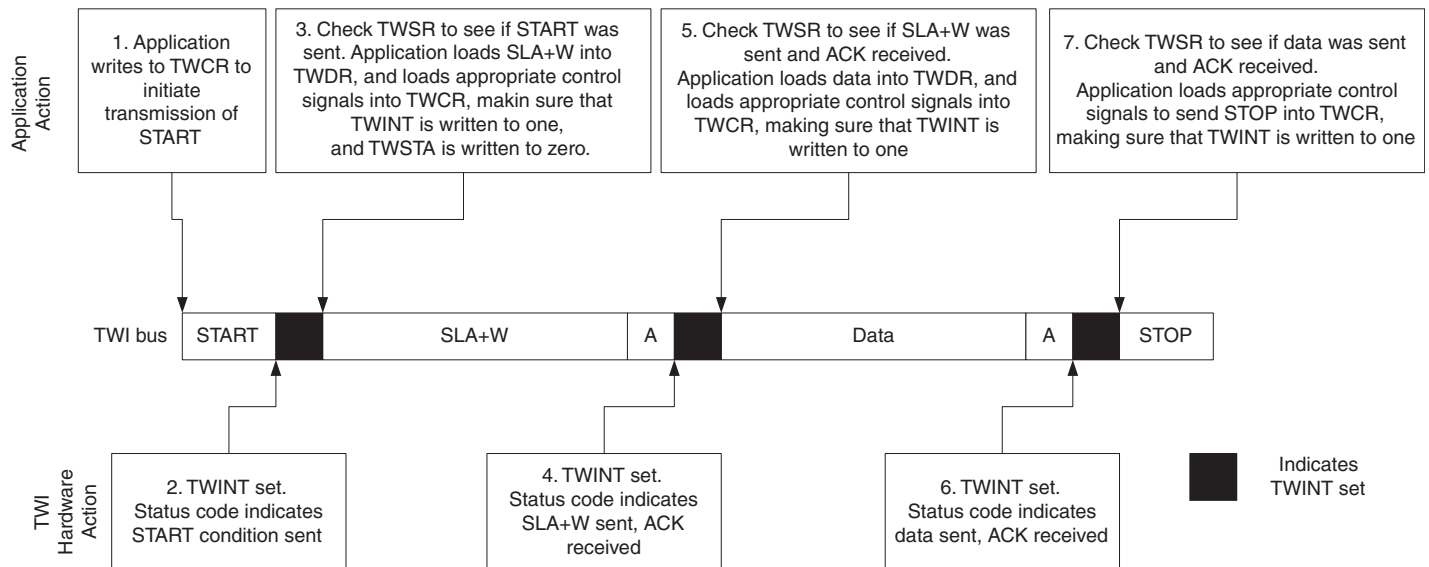 Application
Action
1. Application
writes to TWCR to
initiate
transmission of
START
3. Check TWSR to see if START was
sent. Application loads SLA+W into
TWDR, and loads appropriate control
signals into TWCR, makin sure that
TWINT is written to one,
and TWSTA is written to zero.
5. Check TWSR to see if SLA+W was
sent and ACK received.
Application loads data into TWDR, and
loads appropriate control signals into
TWCR, making sure that TWINT is
written to one
7. Check TWSR to see if data was sent
and ACK received.
Application loads appropriate control
signals to send STOP into TWCR,
making sure that TWINT is written to one
TWI bus
START
SLA+W
A
Data
A
STOP
TWI
Hardware
Action
2. TWINT set.
Status code indicates
START condition sent
4. TWINT set.
Status code indicates
SLA+W sent, ACK
received
6. TWINT set.
Status code indicates
data sent, ACK received
Indicates
TWINT set